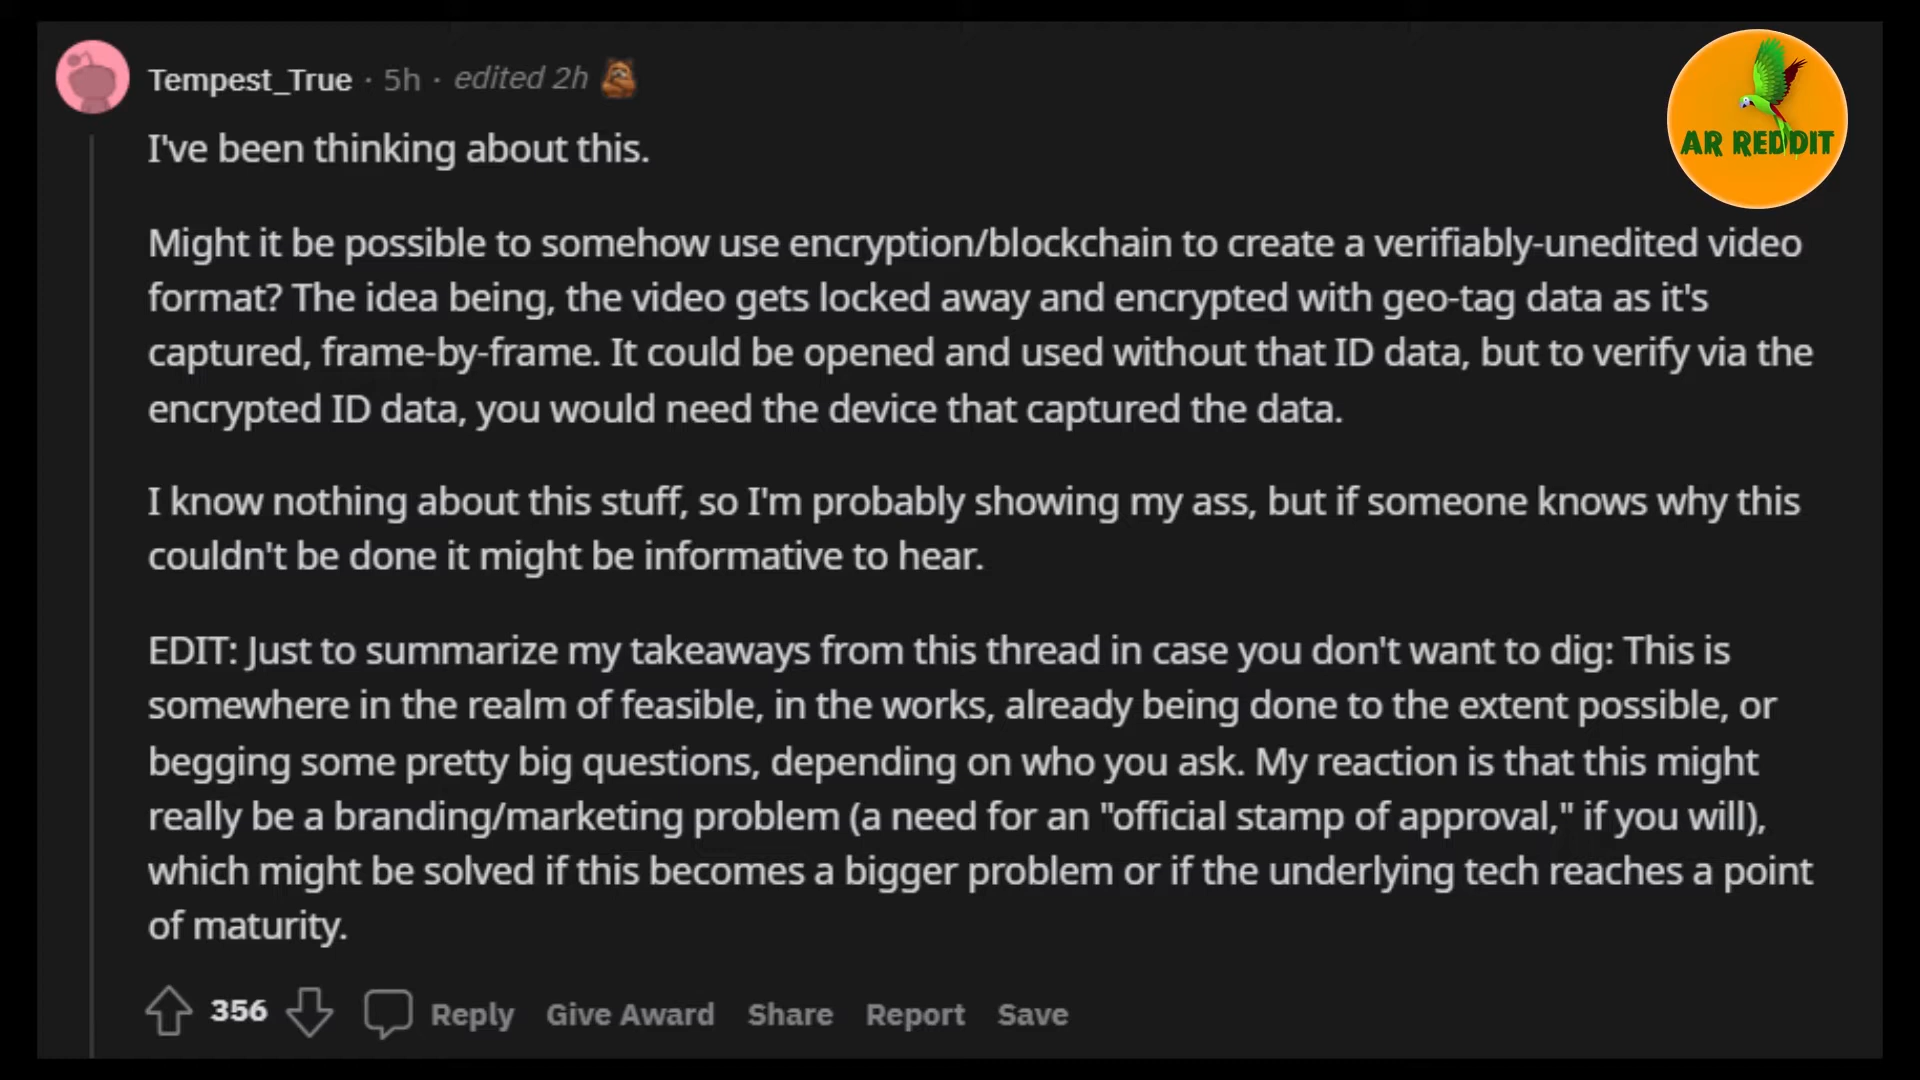 Tempest_True · 5h · edited 2h
AR REDDIT
I've been thinking about this.
Might it be possible to somehow use encryption/blockchain to create a verifiably-unedited video
format? The idea being, the video gets locked away and encrypted with geo-tag data as it's
captured, frame-by-frame. It could be opened and used without that ID data, but to verify via the
encrypted ID data, you would need the device that captured the data.
I know nothing about this stuff, so I'm probably showing my ass, but if someone knows why this
couldn't be done it might be informative to hear.
EDIT: Just to summarize my takeaways from this thread in case you don't want to dig: This is
somewhere in the realm of feasible, in the works, already being done to the extent possible, or
begging some pretty big questions, depending on who you ask. My reaction is that this might
really be a branding/marketing problem (a need for an "official stamp of approval," if you will),
which might be solved if this becomes a bigger problem or if the underlying tech reaches a point
of maturity.
356 Reply Give Award Share Report Save